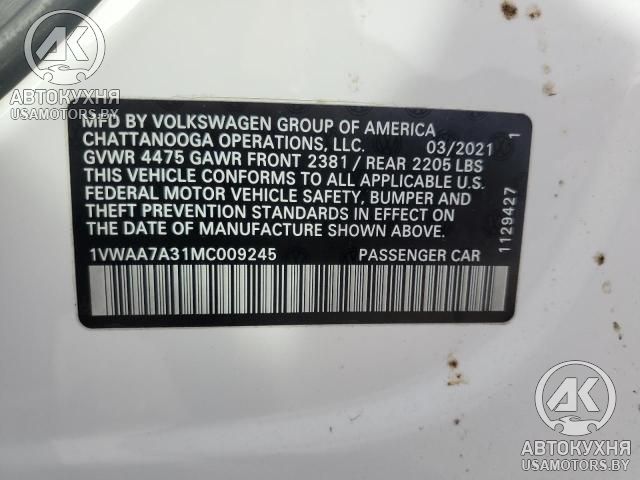 AK
АВТОКУХНЯ
USAMOTORS.BY
MFD BY VOLKSWAGEN GROUP OF AMERICA
CHATTANOOGA OPERATIONS, LLC. 03/2021
GVWR 4475 GAWR FRONT 2381 / REAR 2205 LBS
THIS VEHICLE CONFORMS TO ALL APPLICABLE
FEDERAL MOTOR VEHICLE SAFETY, BUMPER AND
THEFT PREVENTION STANDARDS IN EFFECT ON
THE DATE OF MANUFACTURE SHOWN ABOVE.
1VWAA7A31MC009245 PASSENGER CAR
1
1129427
AK
АВТОКУХНЯ
USAMOTORS.BY